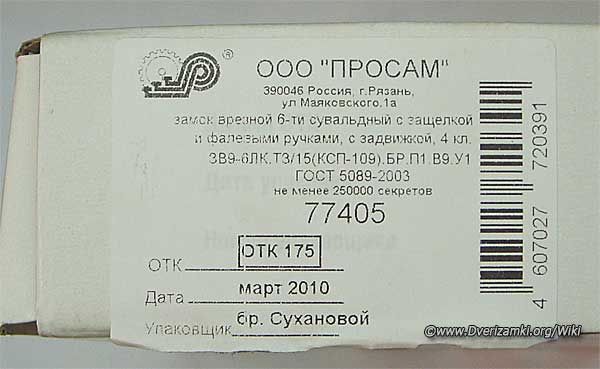 ®
ООО "ПРОСАМ"
390046 Россия, г.Рязань,
ул Маяковского,1а
замок врезной 6-ти сувальдный с защелкой
и фалевыми ручками, с задвижкой, 4 кл.
ЗВ9-6ЛК.ТЗ/15(КСП-109).БР.П1.В9.У1
ГОСТ 5089-2003
не менее 250000 секретов
77405
ОТК ОТК 175
Дата март 2010
Упаковщик бр. Сухановой
4 607027 720391
©www.Dverizamki.org/Wiki